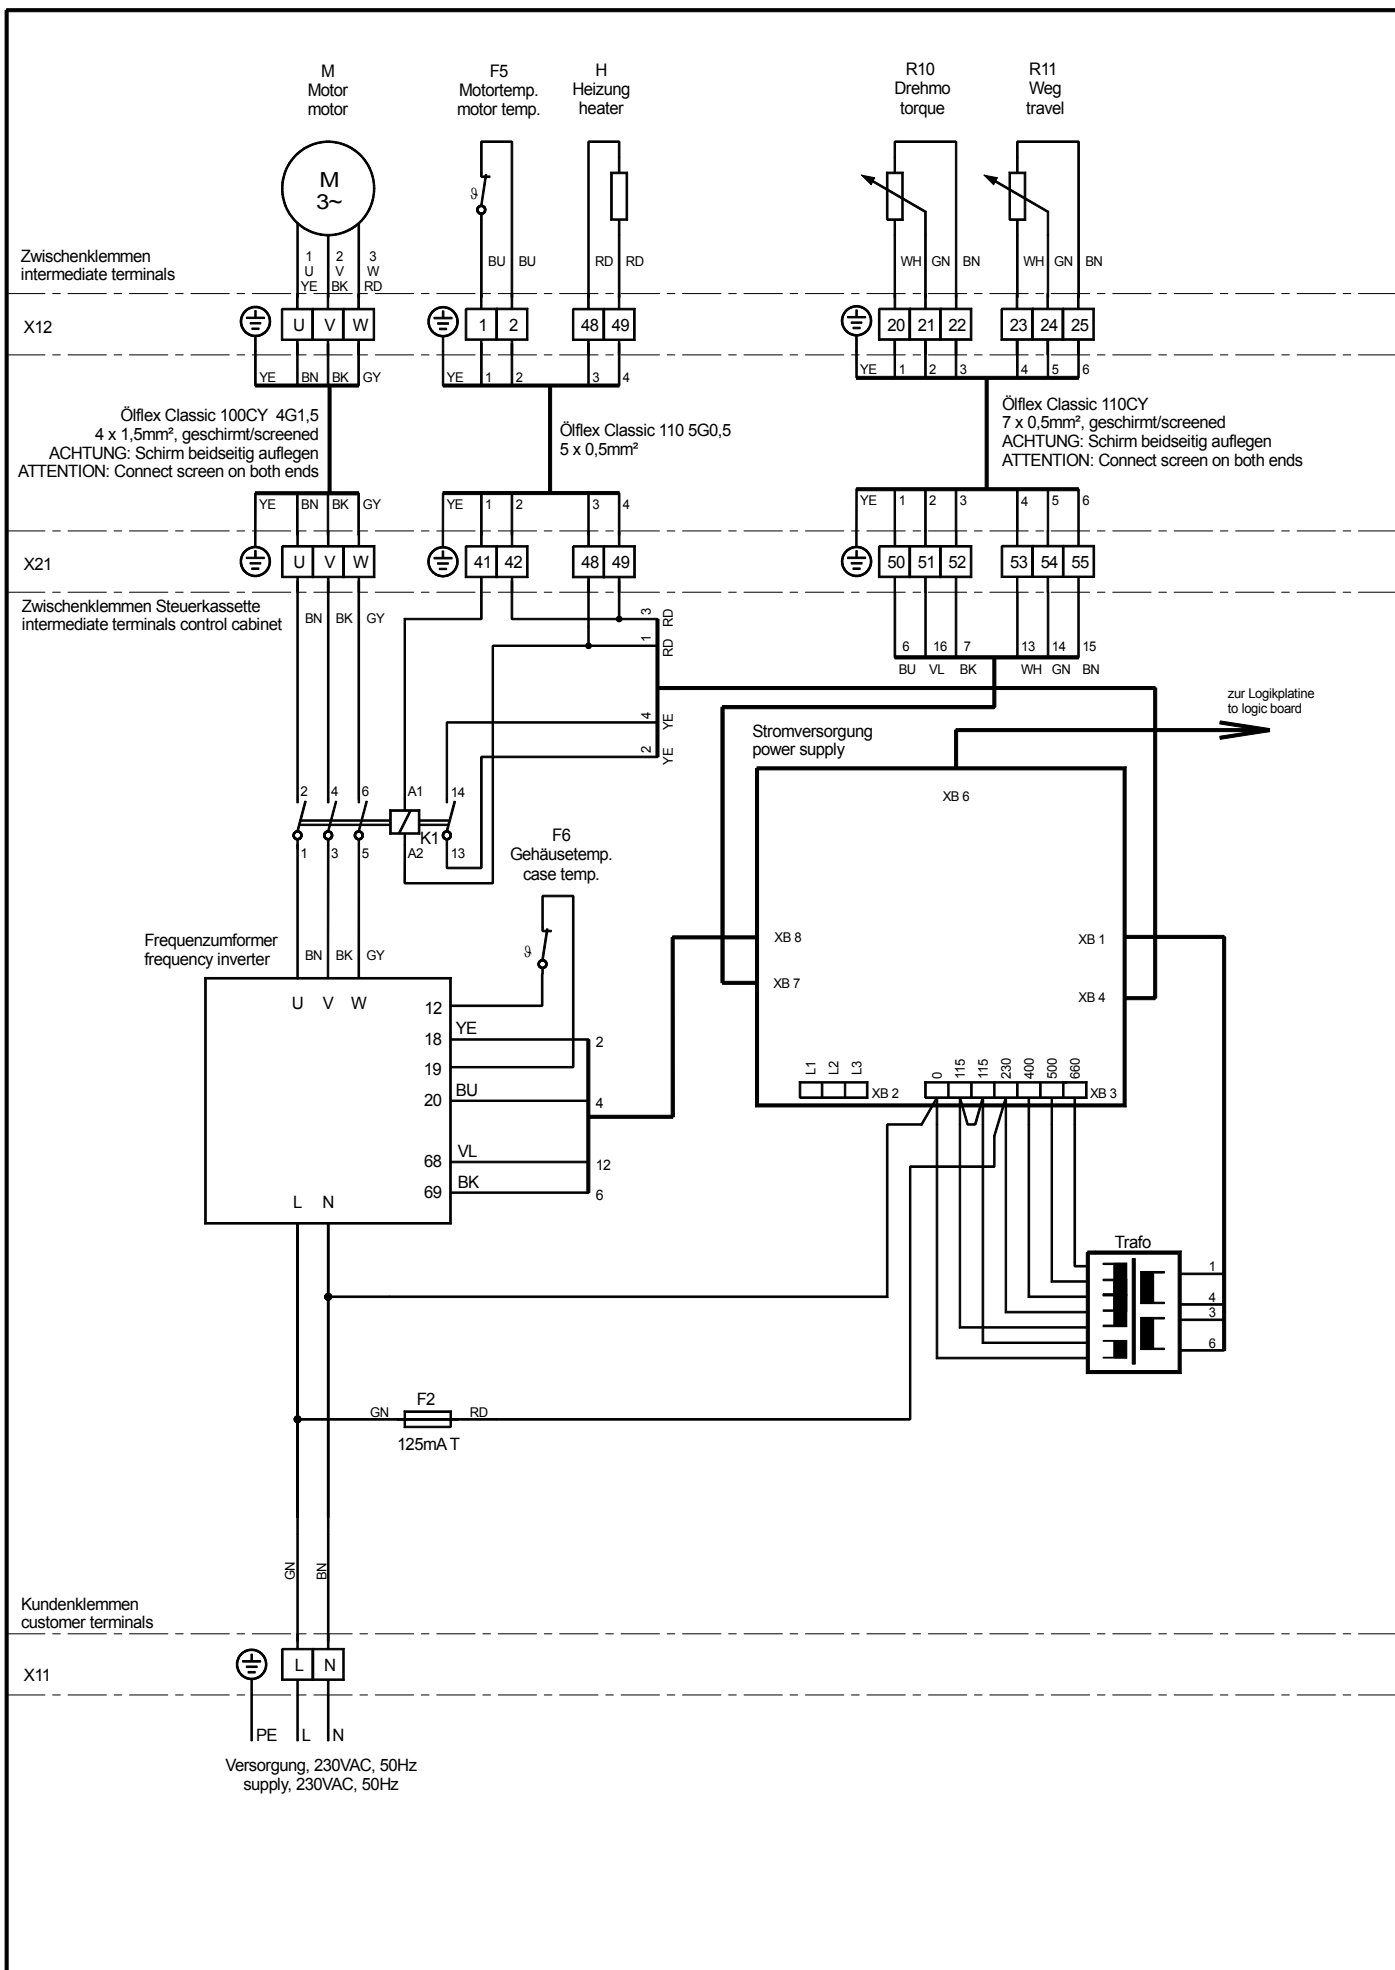 M
Motor
motor
F5
Motortemp.
motor temp.
H
Heizung
heater
R10
Drehmo
torque
R11
Weg
travel
M
3~
ϑ
Zwischenklemmen
intermediate terminals
1 2 3
U V W
YE BK RD
BU BU
RD RD
WH GN BN
WH GN BN
X12
U V W
1 2
48 49
20 21 22
23 24 25
YE BN BK GY
YE 1 2 3 4
YE 1 2 3 4 5 6
Ölflex Classic 100CY 4G1,5
4 x 1,5mm², geschirmt/screened
ACHTUNG: Schirm beidseitig auflegen
ATTENTION: Connect screen on both ends
Ölflex Classic 110 5G0,5
5 x 0,5mm²
Ölflex Classic 110CY
7 x 0,5mm², geschirmt/screened
ACHTUNG: Schirm beidseitig auflegen
ATTENTION: Connect screen on both ends
YE BN BK GY
YE 1 2 3 4
YE 1 2 3 4 5 6
X21
U V W
41 42
48 49
50 51 52
53 54 55
Zwischenklemmen Steuerkassette
intermediate terminals control cabinet
BN BK GY
3 RD
1 RD
4 YE
2 YE
6 16 7 13 14 15
BU VL BK WH GN BN
zur Logikplatine
to logic board
Stromversorgung
power supply
XB 6
2 4 6 A1 14
K1
1 3 5 A2 13
F6
Gehäusetemp.
case temp.
ϑ
XB 8
XB 7
XB 1
XB 4
Frequenzumformer
frequency inverter
BN BK GY
U V W
12
18 YE 2
19
20 BU 4
68 VL 12
69 BK 6
L N
L1 L2 L3 XB 2
0 115 115 230 400 500 660 XB 3
Trafo
1
4
3
6
F2
GN RD
125mA T
GN BN
Kundenklemmen
customer terminals
X11
L N
PE L N
Versorgung, 230VAC, 50Hz
supply, 230VAC, 50Hz